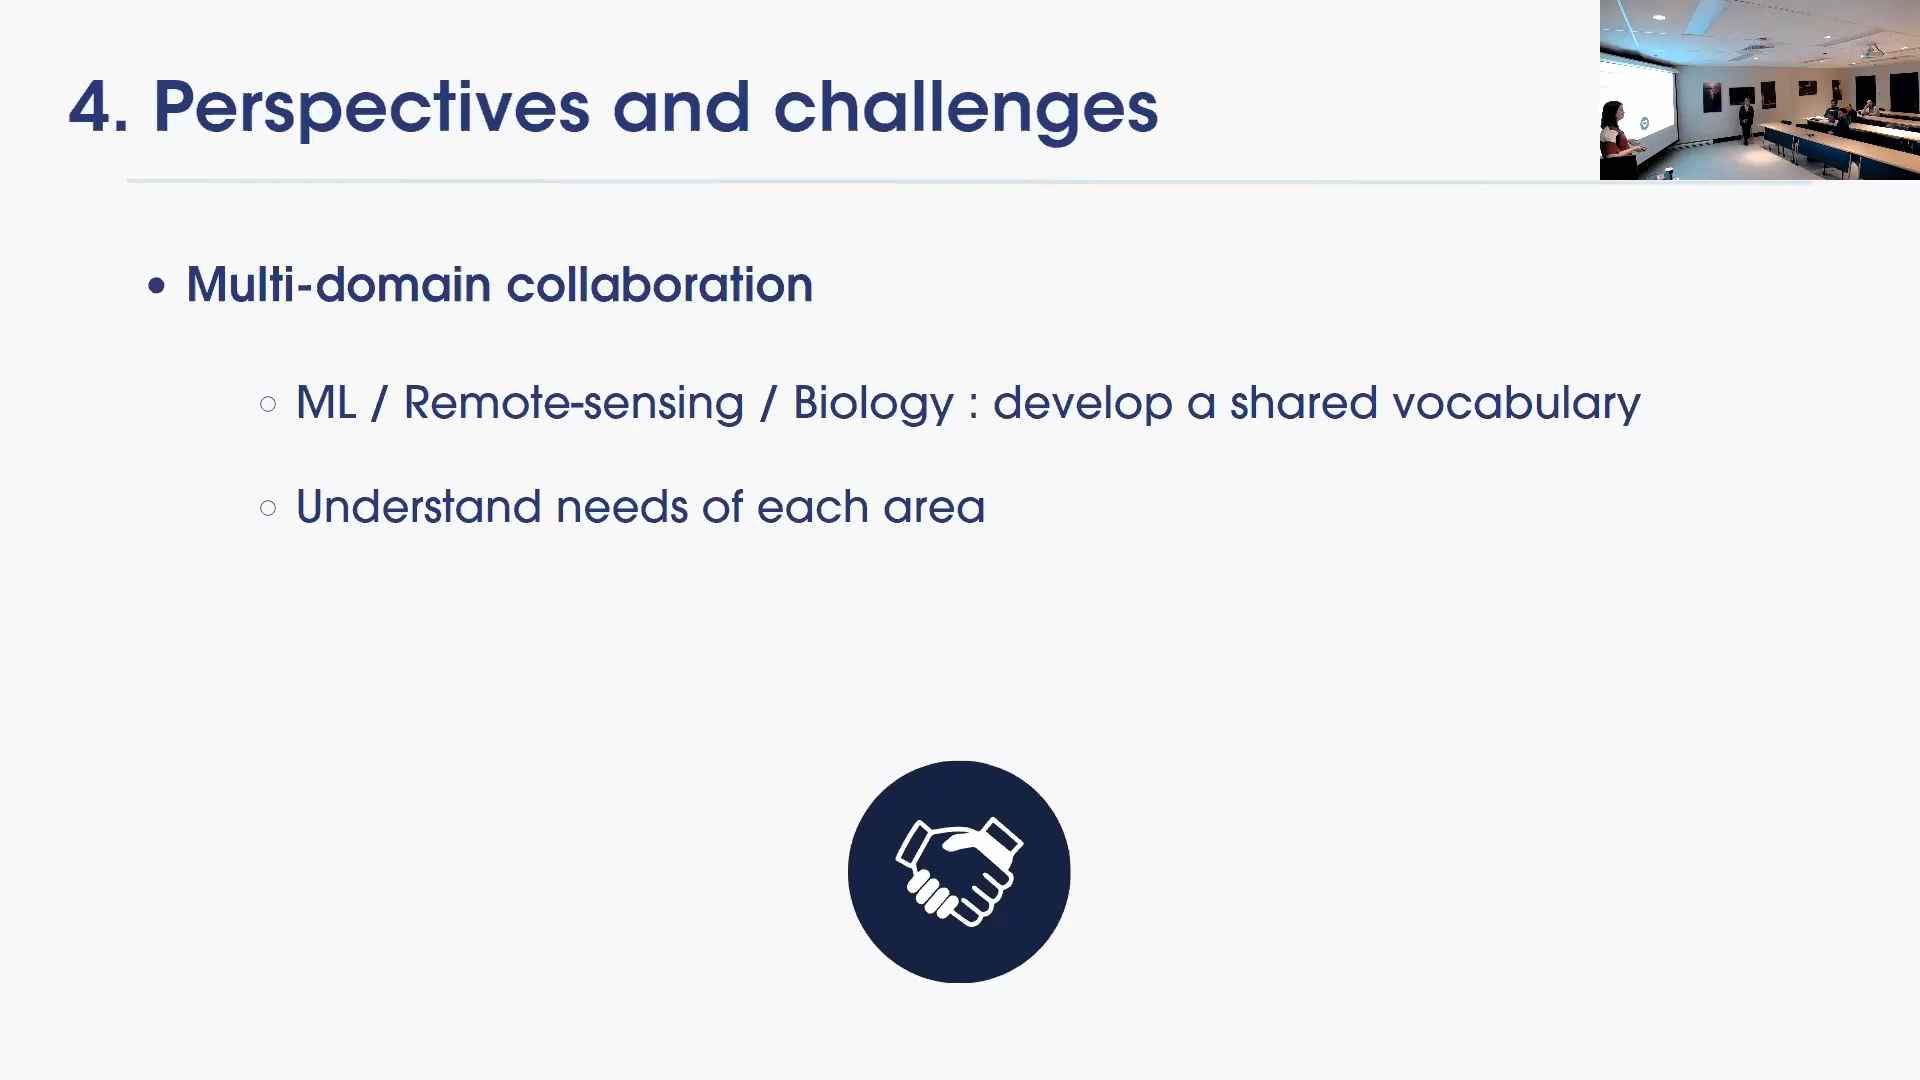 4. Perspectives and challenges
• Multi-domain collaboration
○ ML / Remote-sensing / Biology : develop a shared vocabulary
○ Understand needs of each area